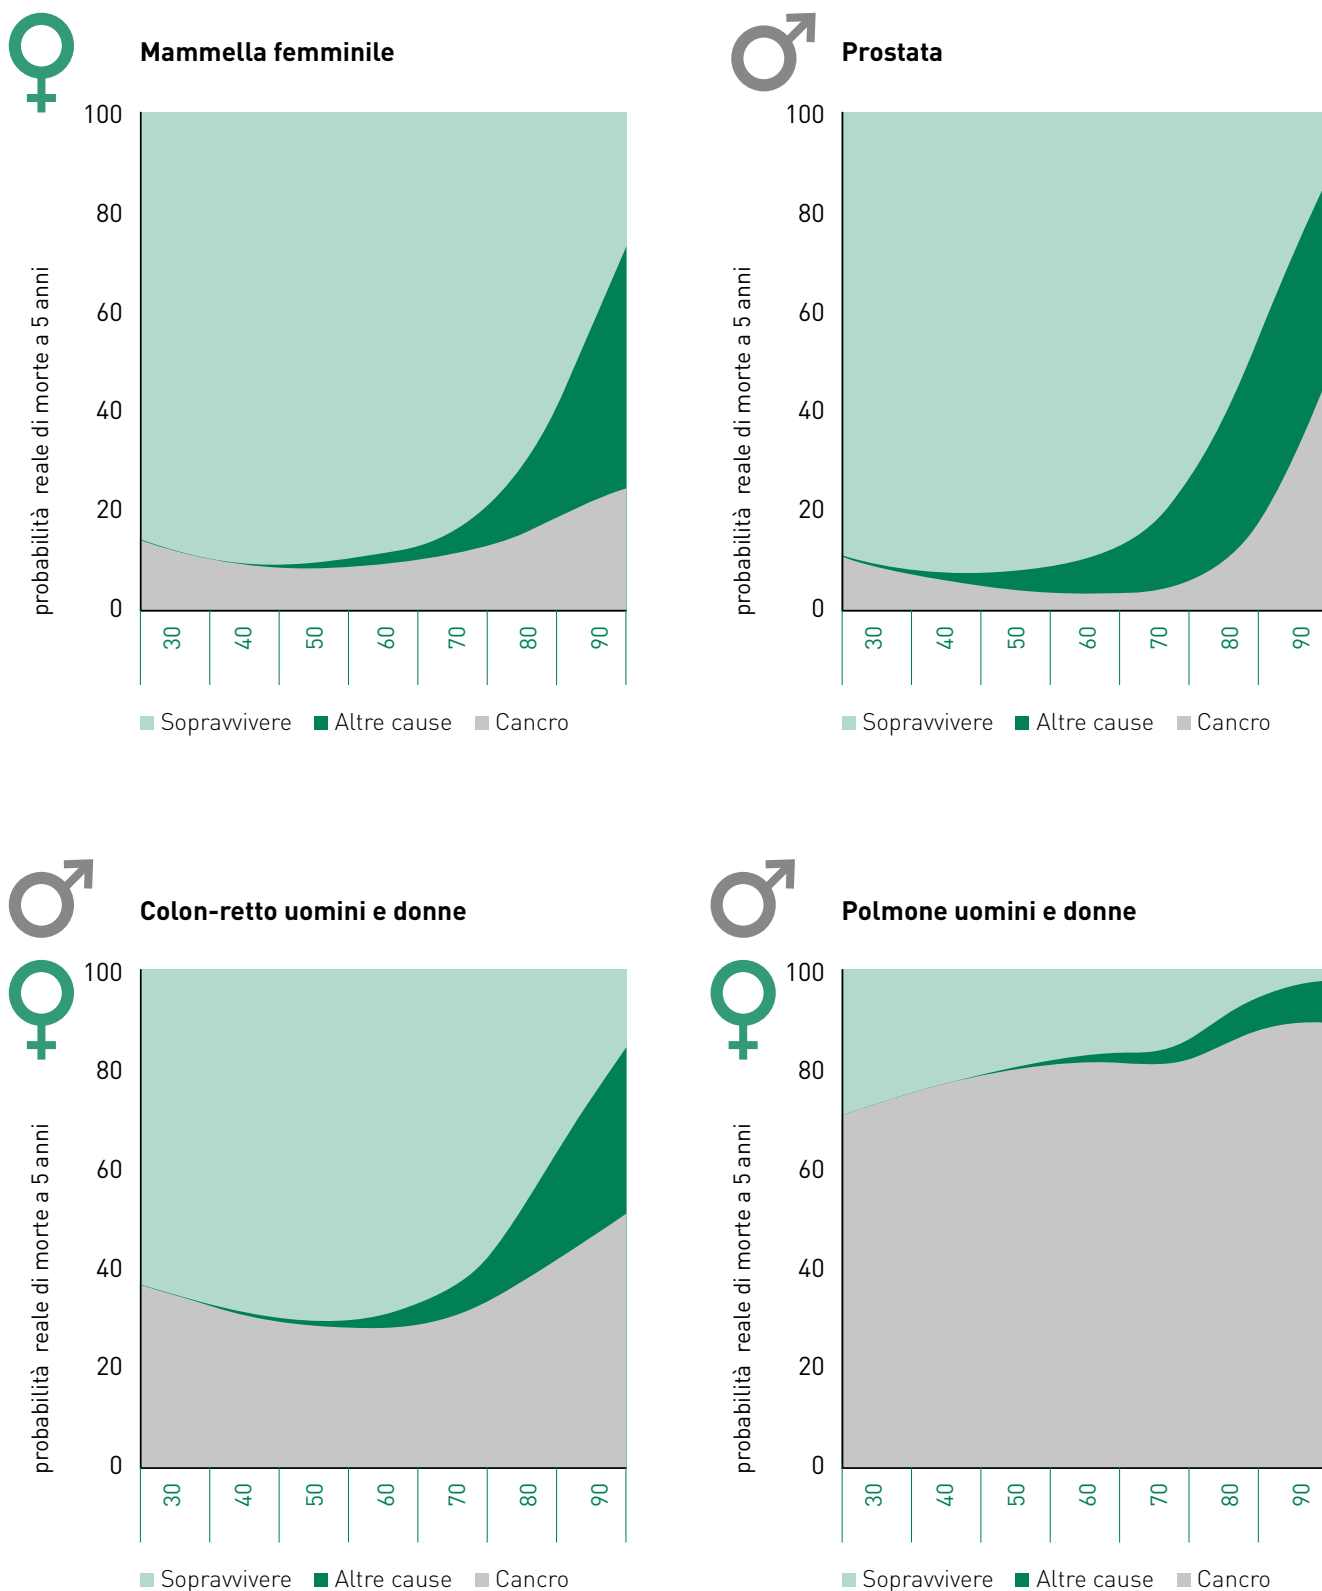 Mammella femminile
100
80
60
40
20
0
probabilità reale di morte a 5 anni
30 40 50 60 70 80 90
Sopravvivere Altre cause Cancro
Prostata
100
80
60
40
20
0
probabilità reale di morte a 5 anni
30 40 50 60 70 80 90
Sopravvivere Altre cause Cancro
Colon-retto uomini e donne
100
80
60
40
20
0
probabilità reale di morte a 5 anni
30 40 50 60 70 80 90
Sopravvivere Altre cause Cancro
Polmone uomini e donne
100
80
60
40
20
0
probabilità reale di morte a 5 anni
30 40 50 60 70 80 90
Sopravvivere Altre cause Cancro